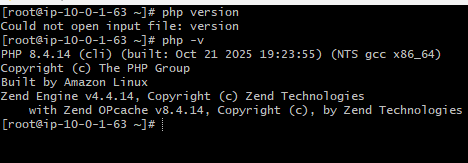 [root@ip-10-0-1-63 ~]# php version
Could not open input file: version
[root@ip-10-0-1-63 ~]# php -v
PHP 8.4.14 (cli) (built: Oct 21 2025 19:23:55) (NTS gcc x86_64)
Copyright (c) The PHP Group
Built by Amazon Linux
Zend Engine v4.4.14, Copyright (c) Zend Technologies
    with Zend OPcache v8.4.14, Copyright (c), by Zend Technologies
[root@ip-10-0-1-63 ~]#